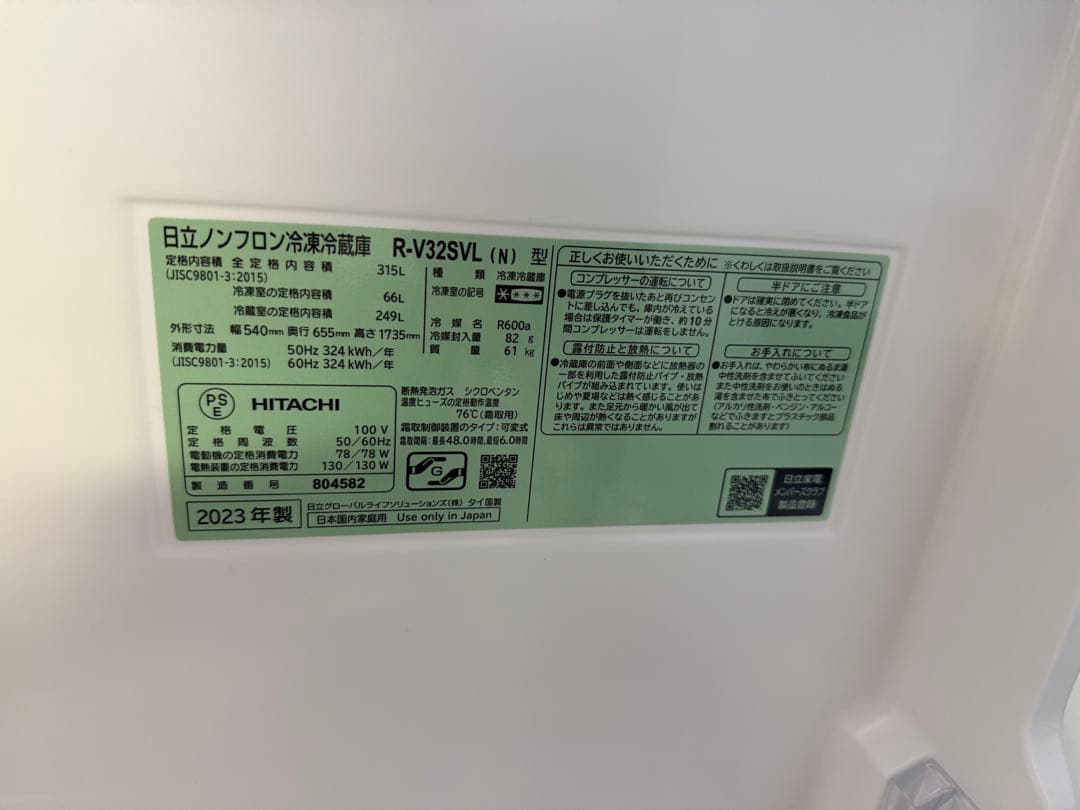 日立ノンフロン冷凍冷蔵庫 R-V32SVL (N) 型
定格内容積 全定格内容積 315L
(JISC9801-3:2015)
冷凍室の定格内容積 66L
冷蔵室の定格内容積 249L
外形寸法 幅540mm 奥行655mm 高さ1735mm
消費電力量 50Hz 324kWh/年
(JISC9801-3:2015) 60Hz 324kWh/年
種類 冷凍冷蔵庫
冷凍室の記号 ****
冷媒名 R600a
冷媒封入量 82g
質量 61kg
PS
E
HITACHI
定格電圧 100V
定格周波数 50/60Hz
電動機の定格消費電力 78/78W
電熱装置の定格消費電力 130/130W
製造番号 804582
断熱発泡ガス シクロペンタン
温度ヒューズの定格動作温度
76℃(霜取用)
霜取制御装置のタイプ:可変式
霜取間隔:最長48.0時間,最短6.0時間
G
2023年製
日立グローバルライフソリューションズ(株) タイ国製
日本国内家庭用 Use only in Japan
正しくお使いいただくために ※くわしくは取扱説明書をご覧ください
コンプレッサーの運転について
●電源プラグを抜いたあと再びコンセン
トに差し込んでも、庫内が冷えている
場合は保護タイマーが働き、約10分
間コンプレッサーは運転をしません。
露付防止と放熱について
●冷蔵庫の前面や側面などに放熱器の
一部を利用した露付防止パイプ・放熱
パイプが組み込まれています。使いは
じめや夏場などは熱く感じることがあり
ます。また足元から暖かい風が出て
床や周辺が熱くなることがありますが
これらは異常ではありません。
半ドアにご注意
●ドアは確実に閉めてください。半ドア
になると冷えが悪くなり、冷凍食品が
とける原因になります。
お手入れについて
●お手入れは、やわらかい布にぬるま湯
か中性洗剤を含ませてふいてください
また中性洗剤をお使いのときはぬるま
湯を含ませた布でふきとってください
(アルカリ性洗剤・ベンジン・アルコー
ルなどでふきますとプラスチック部品が
割れることがあります)
日立家電
メンバーズクラブ
製品登録